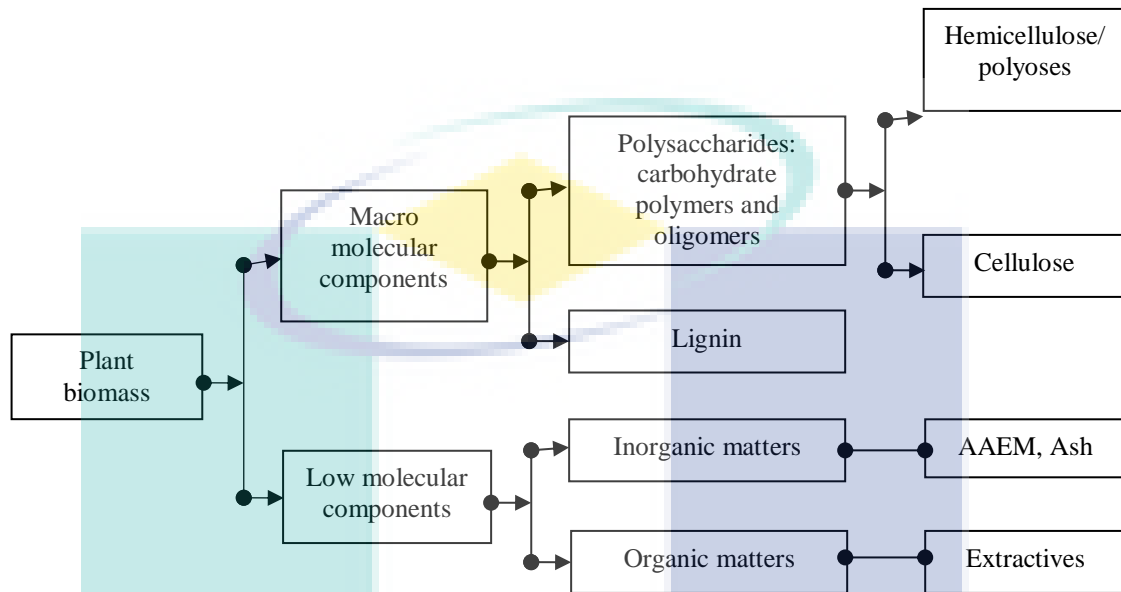 Hemicellulose/
polyoses
Polysaccharides:
carbohydrate
polymers and
oligomers
Macro
molecular
components
Cellulose
Lignin
Plant
biomass
Inorganic matters
AAEM, Ash
Low molecular
components
Organic matters
Extractives